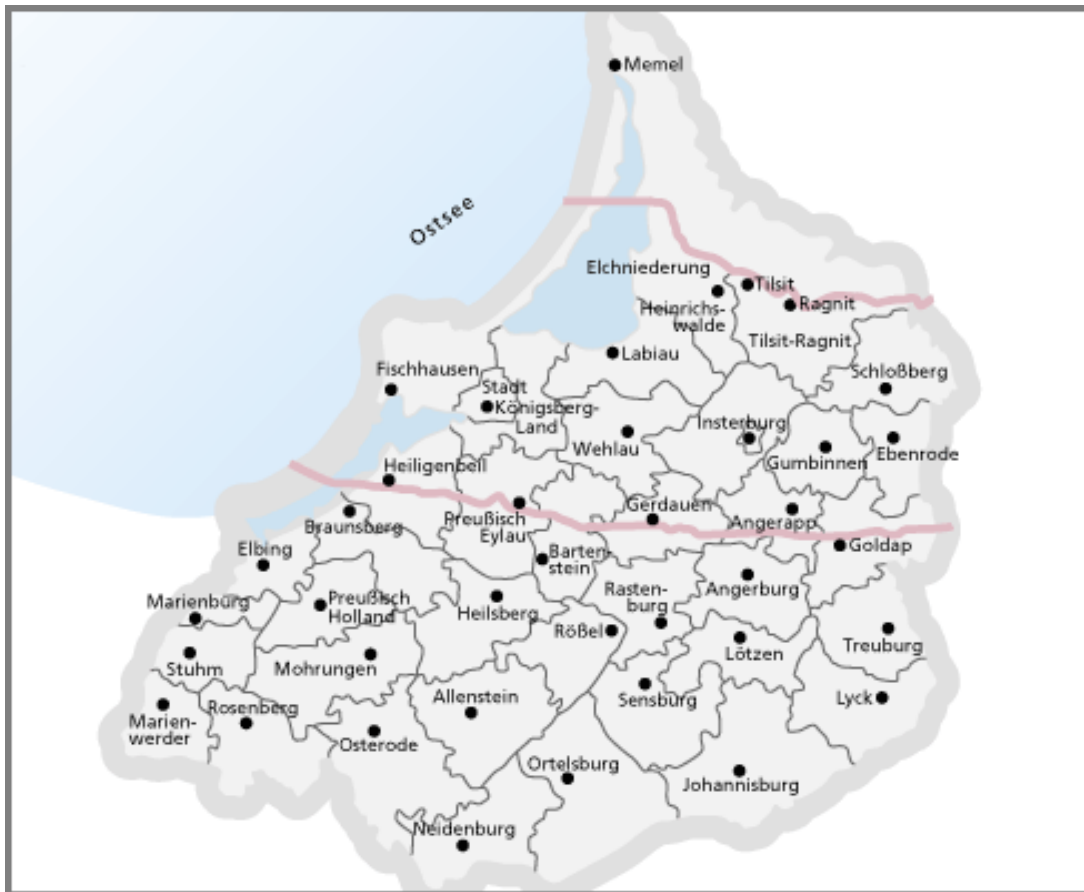 Memel
Ostsee
Elchniederung
Tilsit
Heinrichs-
walde
Ragnit
Tilsit-Ragnit
Labiau
Fischhausen
Schloßberg
Stadt
Königsberg-
Land
Insterburg
Wehlau
Gumbinnen
Ebenrode
Heiligenbeil
Gerdauen
Braunsberg
Preußisch
Eylau
Angerapp
Goldap
Elbing
Barten-
stein
Rasten-
burg
Angerburg
Marienburg
Preußisch
Holland
Heilsberg
Rößel
Treuburg
Lötzen
Stuhm
Mohrungen
Allenstein
Sensburg
Lyck
Rosenberg
Marien-
werder
Osterode
Ortelsburg
Johannisburg
Neidenburg